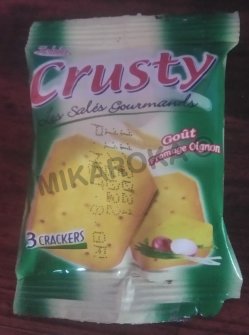 Crusty
Les Salés Gourmands
Goût
Fromage Oignon
MIKAROKA
3 CRACKERS